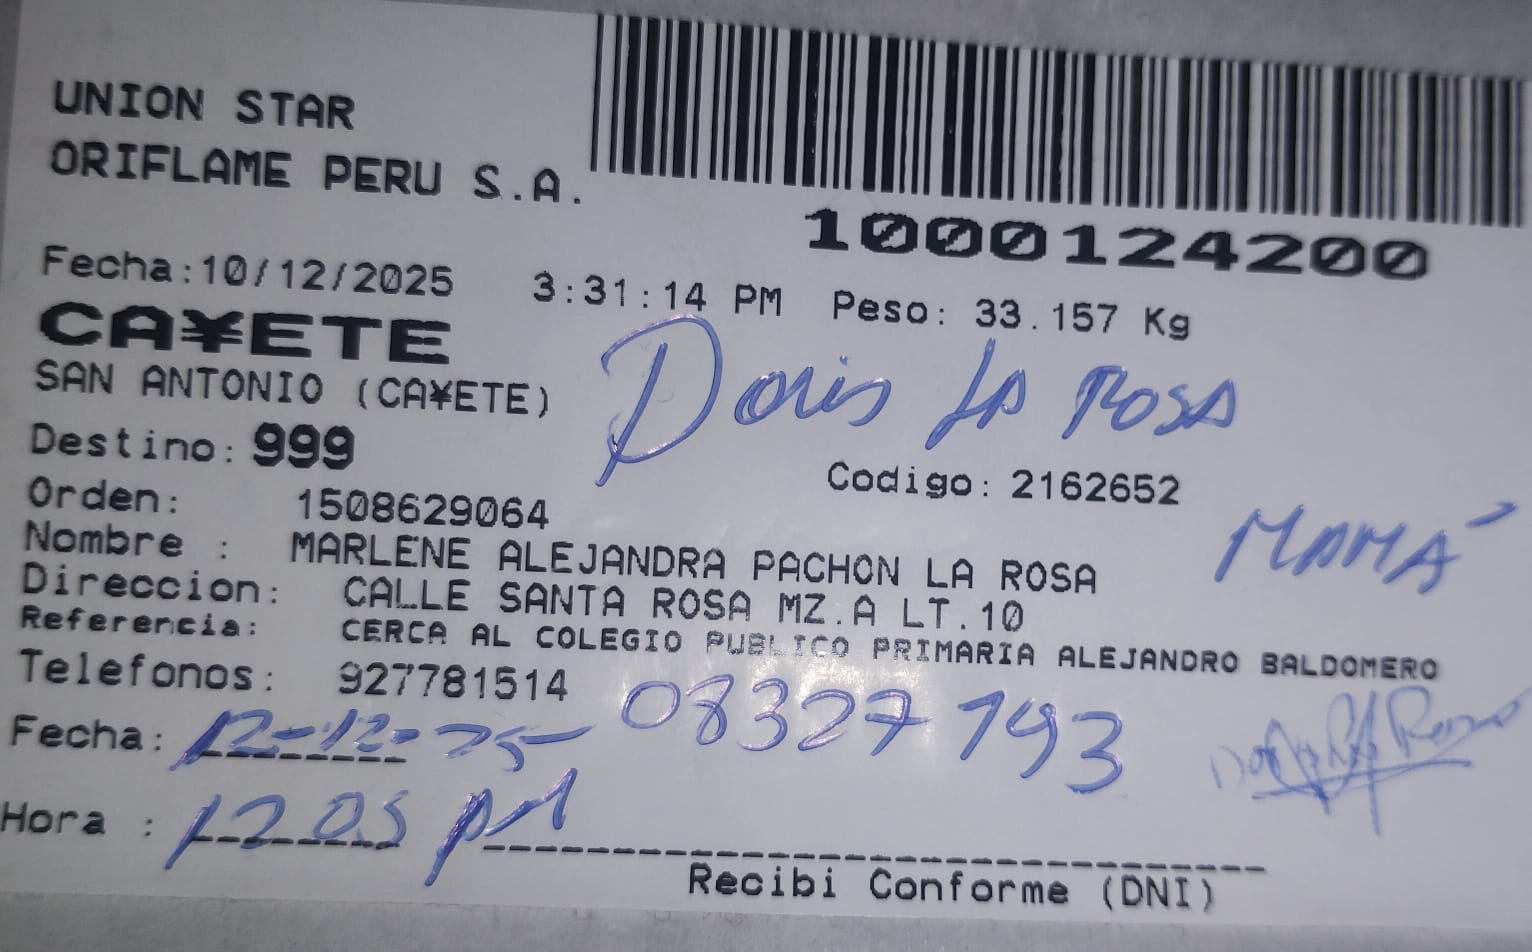 UNION STAR
ORIFLAME PERU S.A.
1000124200
Fecha:10/12/2025 3:31:14 PM Peso: 33.157 Kg
CA¥ETE
SAN ANTONIO (CA¥ETE)
Doris LA ROSA
Destino: 999
Codigo: 2162652
Orden: 1508629064
MAMÁ
Nombre : MARLENE ALEJANDRA PACHON LA ROSA
Direccion: CALLE SANTA ROSA MZ.A LT.10
Referencia: CERCA AL COLEGIO PUBLICO PRIMARIA ALEJANDRO BALDOMERO
Telefonos: 927781514
08327793
Fecha: 12-12-25
Hora : 12 05 pM
Recibi Conforme (DNI)